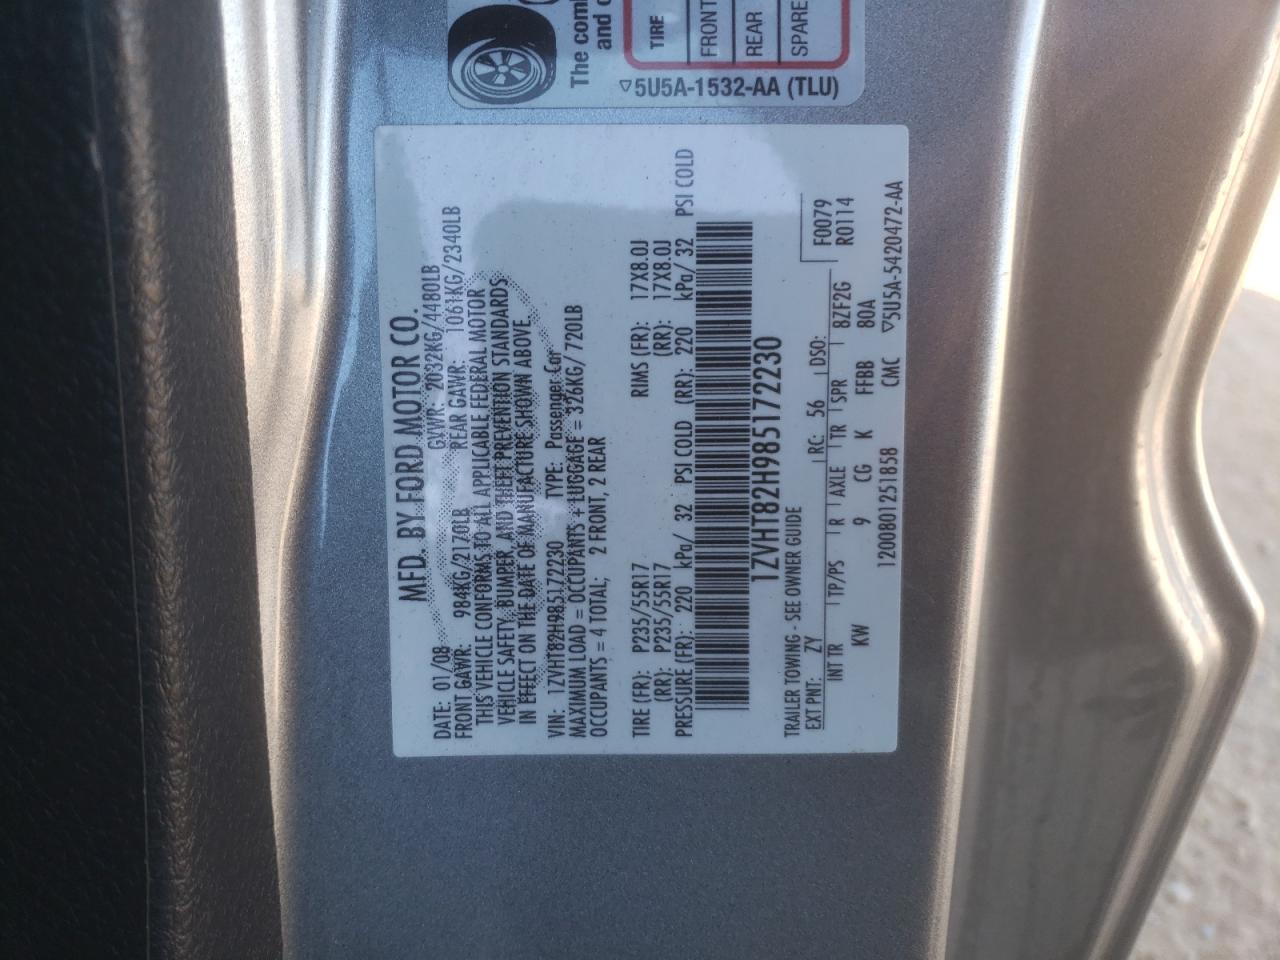 The com
and
TIRE
FRONT
REAR
SPARE
▽5U5A-1532-AA (TLU)
MFD. BY FORD MOTOR CO.
DATE: 01/08 GVWR: 2032KG/4480LB
FRONT GAWR: 984KG/2170LB REAR GAWR: 1061KG/2340LB
THIS VEHICLE CONFORMS TO ALL APPLICABLE FEDERAL MOTOR
VEHICLE SAFETY, BUMPER, AND THEFT PREVENTION STANDARDS
IN EFFECT ON THE DATE OF MANUFACTURE SHOWN ABOVE.
VIN: 1ZVHT82H985172230 TYPE: Passenger Car
MAXIMUM LOAD = OCCUPANTS + LUGGAGE = 326KG/720LB
OCCUPANTS = 4 TOTAL; 2 FRONT, 2 REAR
TIRE (FR): P235/55R17 RIMS (FR): 17X8.0J
(RR): P235/55R17 (RR): 17X8.0J
PRESSURE (FR): 220 kPa/ 32 PSI COLD (RR): 220 kPa/ 32 PSI COLD
1ZVHT82H985172230
TRAILER TOWING - SEE OWNER GUIDE
EXT PNT: ZY RC: 56 DSO: F0079
INT TR TP/PS R AXLE TR SPR 8ZF2G R0114
KW 9 CG K FFBB 80A
1200801251858 CMC ▽5U5A-5420472-AA